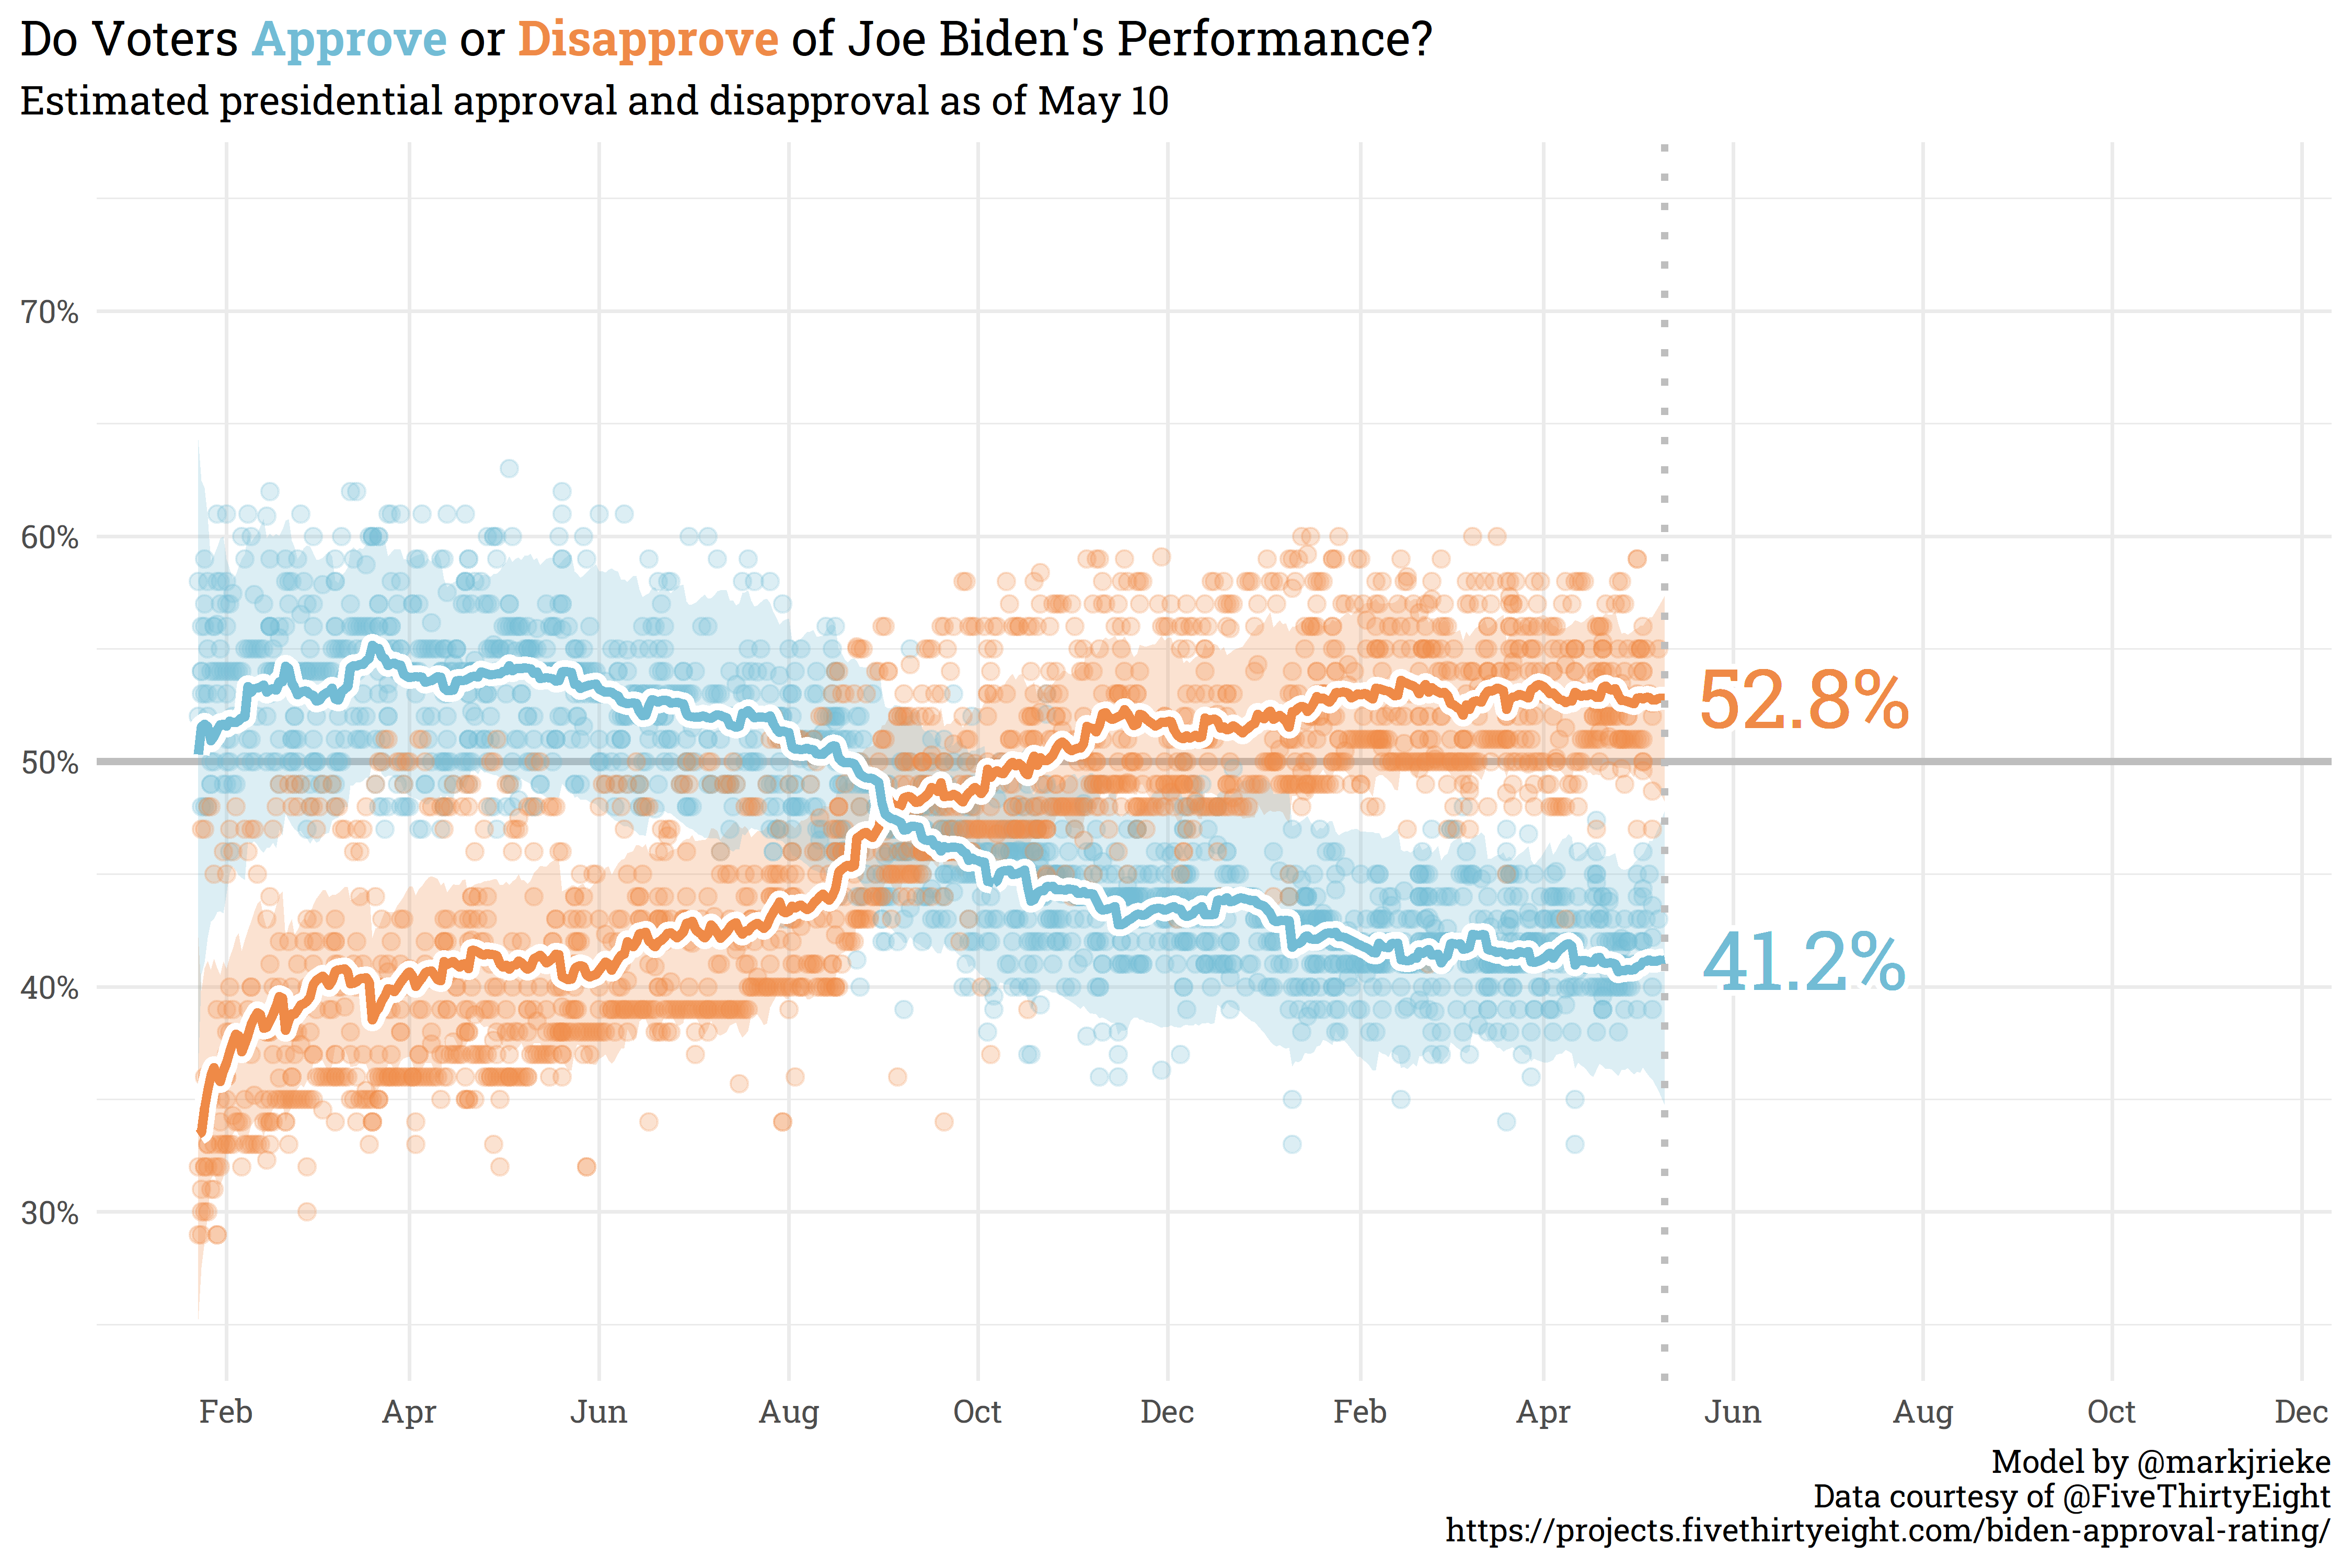 Do Voters Approve or Disapprove of Joe Biden's Performance?
Estimated presidential approval and disapproval as of May 10
70%
60%
52.8%
50%
41.2%
40%
30%
Feb Apr Jun Aug Oct Dec Feb Apr Jun Aug Oct Dec
Model by @markjrieke
Data courtesy of @FiveThirtyEight
https://projects.fivethirtyeight.com/biden-approval-rating/